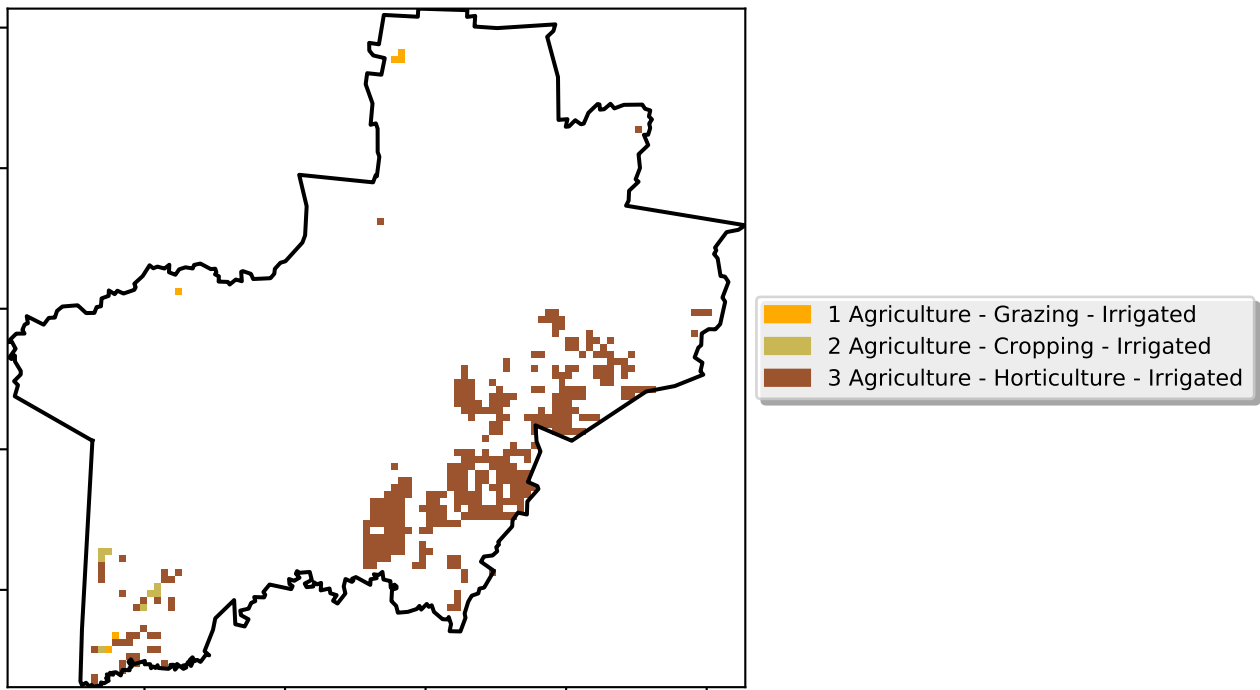 1 Agriculture - Grazing - Irrigated
2 Agriculture - Cropping - Irrigated
3 Agriculture - Horticulture - Irrigated